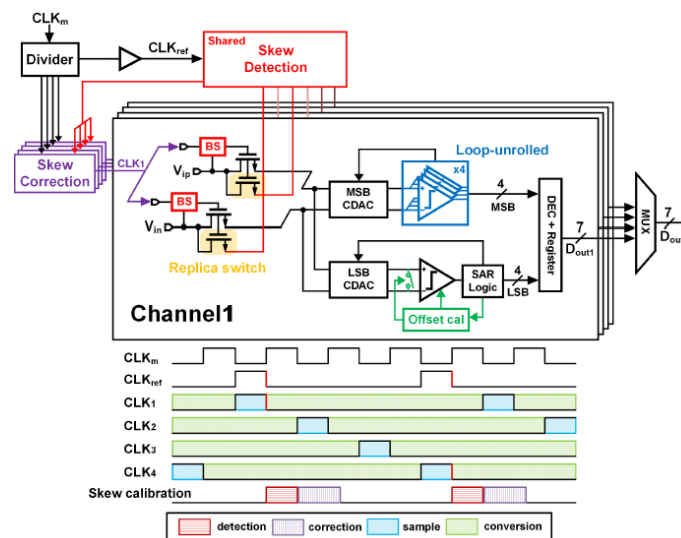 CLKm
Divider
CLKref
Shared
Skew
Detection
Skew
Correction
CLK1
BS
Vip
BS
Vin
Replica switch
MSB
CDAC
Loop-unrolled
x4
+
-
4
MSB
LSB
CDAC
+
-
SAR
Logic
4
LSB
Offset cal
DEC + Register
7
Dout1
MUX
7
Dout
Channel1
CLKm
CLKref
CLK1
CLK2
CLK3
CLK4
Skew calibration
detection
correction
sample
conversion